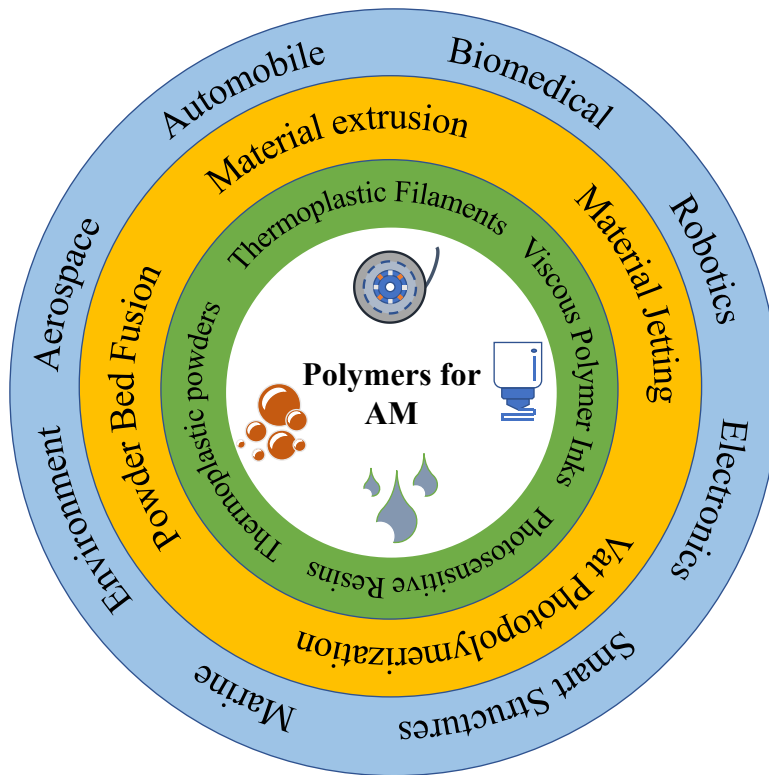 Polymers for
AM
Thermoplastic Filaments
Viscous Polymer Inks
Photosensitive Resins
Thermoplastic powders
Material extrusion
Material Jetting
Vat Photopolymerization
Powder Bed Fusion
Automobile
Biomedical
Robotics
Electronics
Smart Structures
Marine
Environment
Aerospace